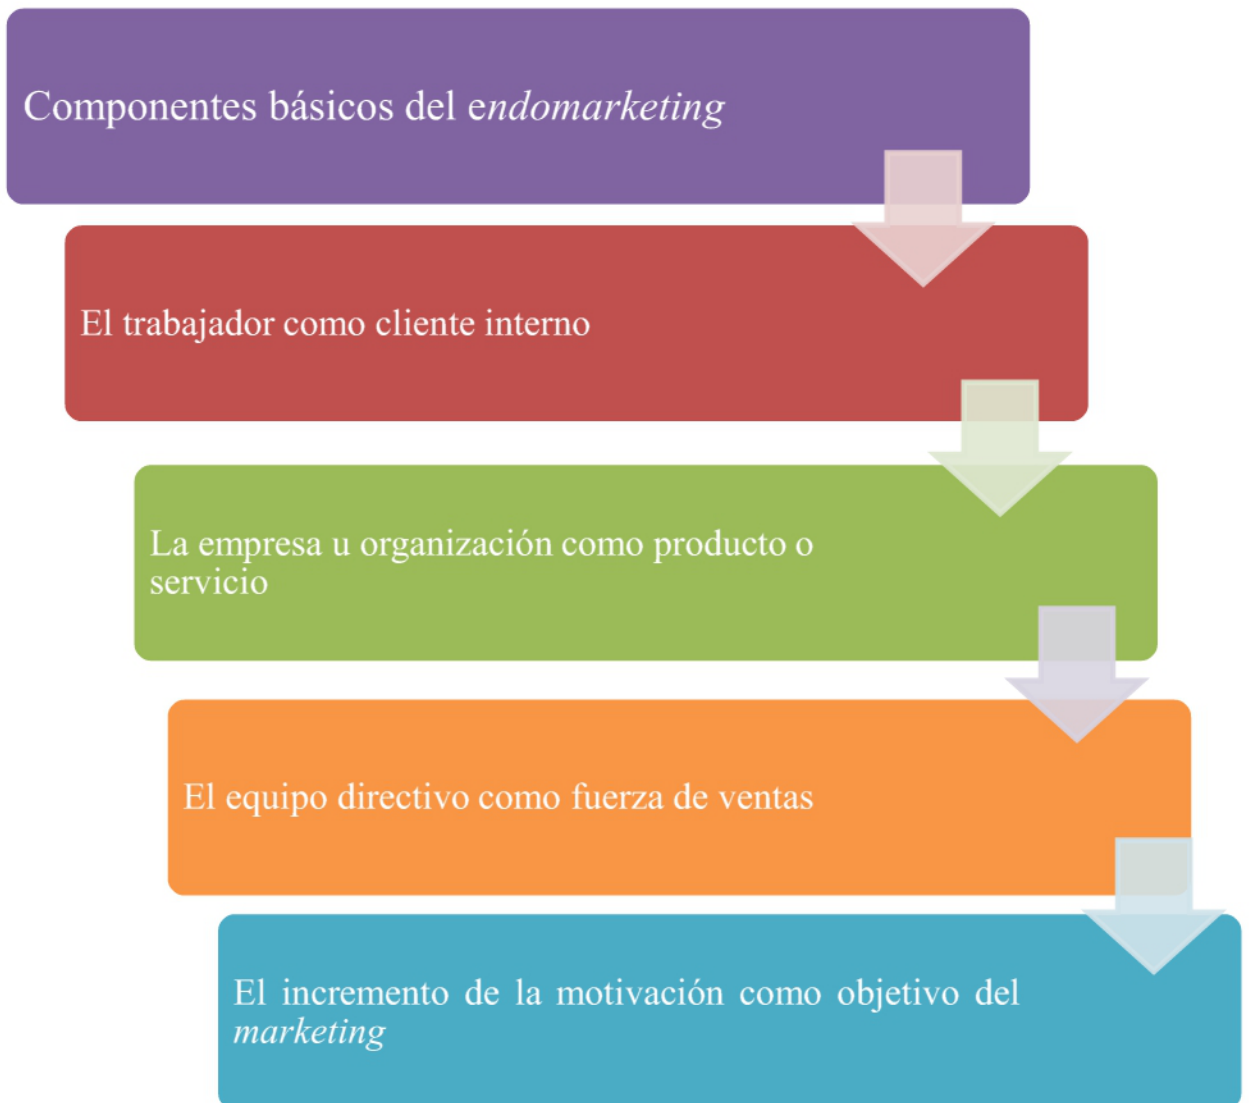 Componentes básicos del endomarketing
El trabajador como cliente interno
La empresa u organización como producto o
servicio
El equipo directivo como fuerza de ventas
El incremento de la motivación como objetivo del
marketing